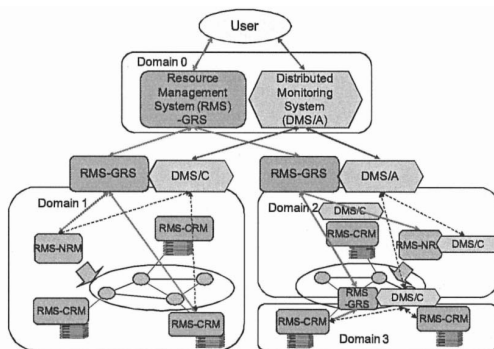 User
Domain 0
Resource
Management
System (RMS)
-GRS
Distributed
Monitoring
System
(DMS/A)
RMS-GRS
DMS/C
RMS-GRS
DMS/A
Domain 1
RMS-CRM
RMS-NRM
RMS-CRM
RMS-CRM
Domain 2
DMS/C
RMS-CRM
RMS-NR
DMS/C
RMS-
GRS
DMS/C
RMS-CRM
RMS-CRM
Domain 3